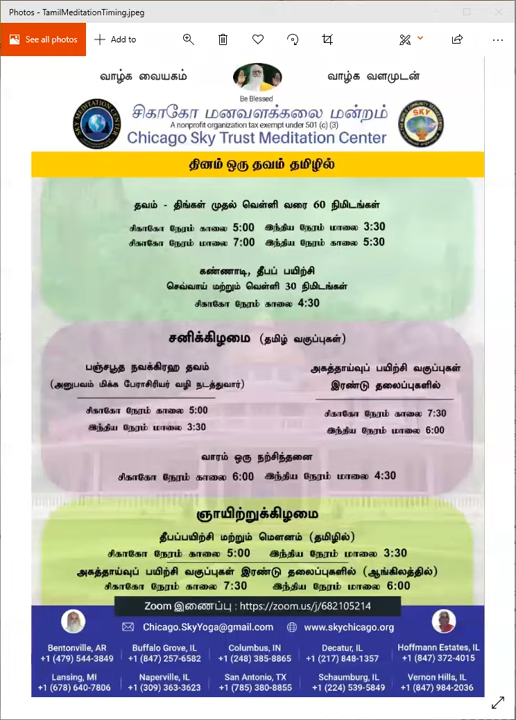 Photos - TamilMeditationTiming.jpeg
See all photos
Add to
வாழ்க வையகம்
வாழ்க வளமுடன்
Be Blessed
சிகாகோ மனவளக்கலை மன்றம்
A nonprofit organization tax exempt under 501 (c) (3)
Chicago Sky Trust Meditation Center
SKY
தினம் ஒரு தவம் தமிழில்
தவம் - திங்கள் முதல் வெள்ளி வரை 60 நிமிடங்கள்
சிகாகோ நேரம் காலை 5:00 இந்திய நேரம் மாலை 3:30
சிகாகோ நேரம் மாலை 7:00 இந்திய நேரம் காலை 5:30
கண்ணாடி, தீபப் பயிற்சி
செவ்வாய் மற்றும் வெள்ளி 30 நிமிடங்கள்
சிகாகோ நேரம் காலை 4:30
சனிக்கிழமை (தமிழ் வகுப்புகள்)
பஞ்சபூத நவக்கிரஹ தவம்
(அனுபவம் மிக்க பேராசிரியர் வழி நடத்துவார்)
சிகாகோ நேரம் காலை 5:00
இந்திய நேரம் மாலை 3:30
அகத்தாய்வுப் பயிற்சி வகுப்புகள்
இரண்டு தலைப்புகளில்
சிகாகோ நேரம் காலை 7:30
இந்திய நேரம் மாலை 6:00
வாரம் ஒரு நற்சிந்தனை
சிகாகோ நேரம் காலை 6:00 இந்திய நேரம் மாலை 4:30
ஞாயிற்றுக்கிழமை
தீபப்பயிற்சி மற்றும் மௌனம் (தமிழில்)
சிகாகோ நேரம் காலை 5:00 இந்திய நேரம் மாலை 3:30
அகத்தாய்வுப் பயிற்சி வகுப்புகள் இரண்டு தலைப்புகளில் (ஆங்கிலத்தில்)
சிகாகோ நேரம் காலை 7:30 இந்திய நேரம் மாலை 6:00
Zoom இணைப்பு : https://zoom.us/j/682105214
Chicago.SkyYoga@gmail.com www.skychicago.org
Bentonville, AR
+1 (479) 544-3849
Buffalo Grove, IL
+1 (847) 257-6582
Columbus, IN
+1 (248) 385-8865
Decatur, IL
+1 (217) 848-1357
Hoffmann Estates, IL
+1 (847) 372-4015
Lansing, MI
+1 (678) 640-7806
Naperville, IL
+1 (309) 363-3623
San Antonio, TX
+1 (785) 380-8855
Schaumburg, IL
+1 (224) 539-5849
Vernon Hills, IL
+1 (847) 984-2036